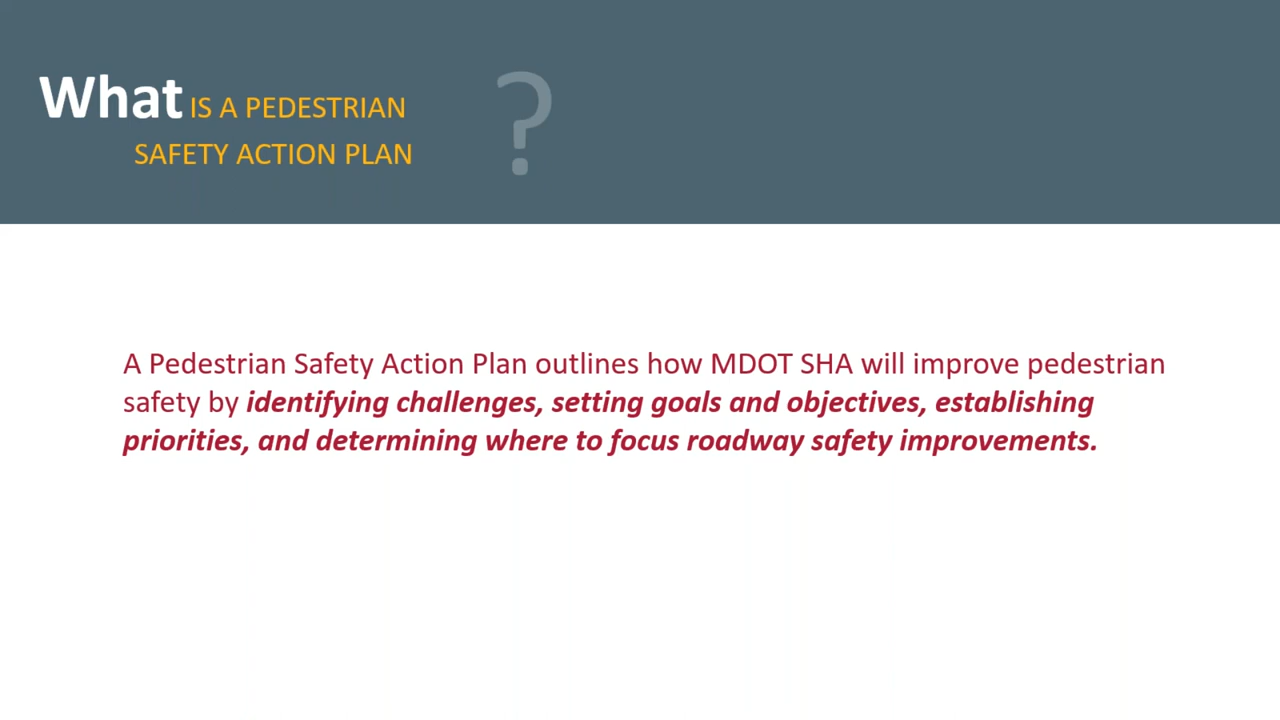 What IS A PEDESTRIAN
SAFETY ACTION PLAN
?
A Pedestrian Safety Action Plan outlines how MDOT SHA will improve pedestrian
safety by identifying challenges, setting goals and objectives, establishing
priorities, and determining where to focus roadway safety improvements.